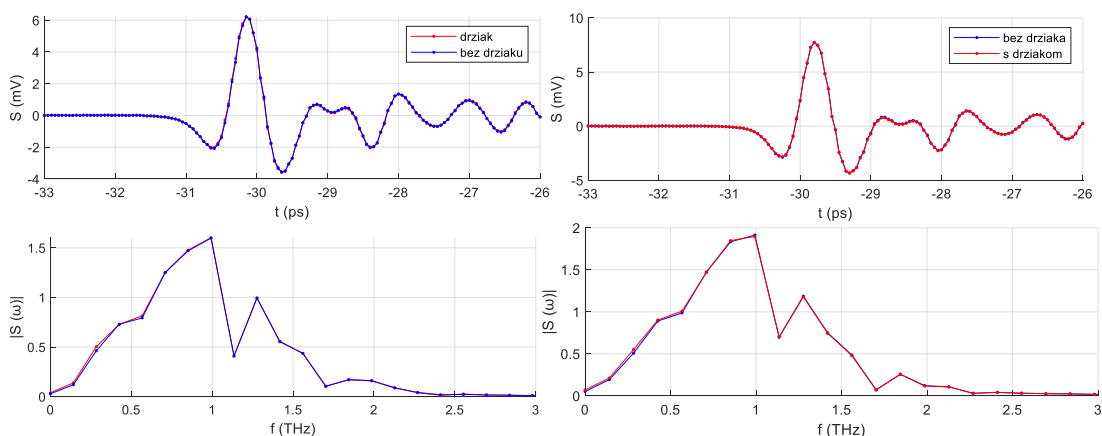 6
4
2
0
-2
-4
S (mV)
drziak
bez drziaku
-33 -32 -31 -30 -29 -28 -27 -26
t (ps)
10
5
0
-5
S (mV)
bez drziaka
s drziakom
-33 -32 -31 -30 -29 -28 -27 -26
t (ps)
1.5
1
0.5
0
|S (ω)|
0 0.5 1 1.5 2 2.5 3
f (THz)
2
1.5
1
0.5
0
|S (ω)|
0 0.5 1 1.5 2 2.5 3
f (THz)